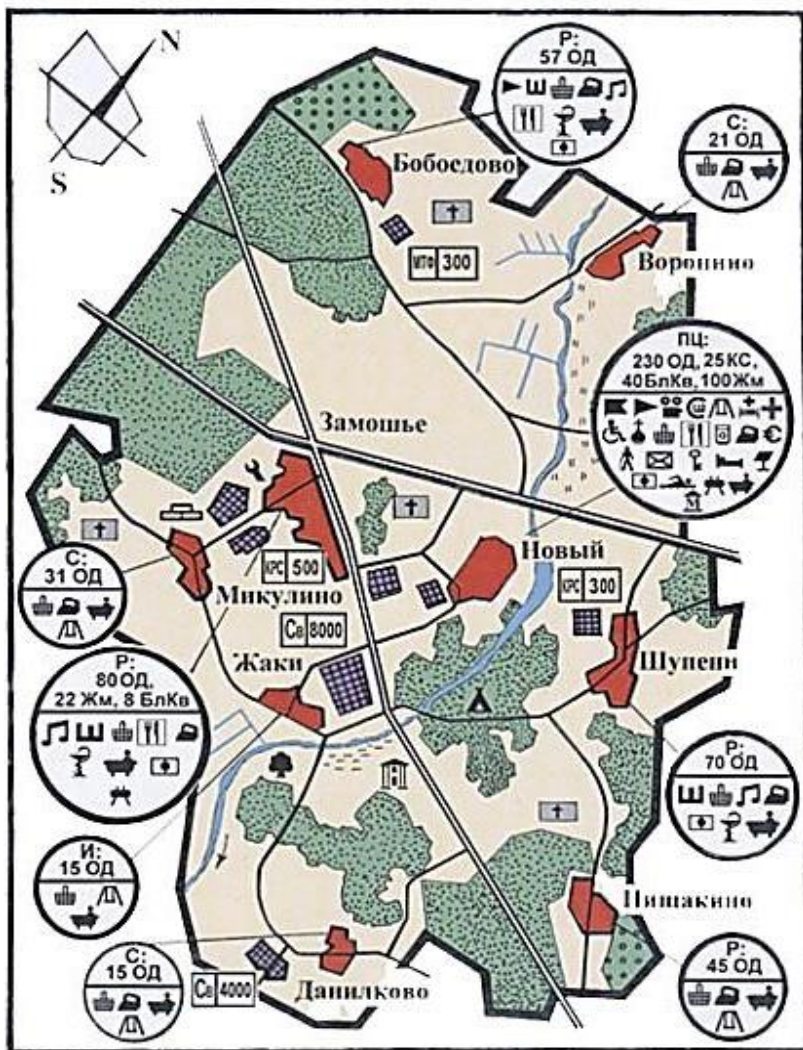 N
S
Р:
57 ОД
Бобоедово
С:
21 ОД
МТФ 300
Воронино
ПЦ:
230 ОД, 25КС,
40БлКв, 100Жм
Замошье
Новый
С:
31 ОД
КРС 500
КРС 300
Микулино
Св 8000
Жаки
Шупени
Р:
80 ОД,
22 Жм, 8 БлКв
Р:
70 ОД
И:
15 ОД
Пишакино
С:
15 ОД
Р:
45 ОД
Св 4000
Данилково